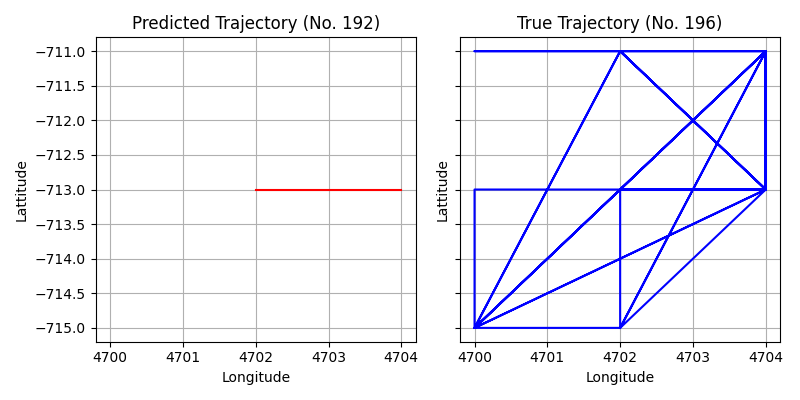 Predicted Trajectory (No. 192)
True Trajectory (No. 196)
−711.0
−711.5
−712.0
−712.5
−713.0
−713.5
−714.0
−714.5
−715.0
Lattitude
Lattitude
4700 4701 4702 4703 4704
4700 4701 4702 4703 4704
Longitude
Longitude